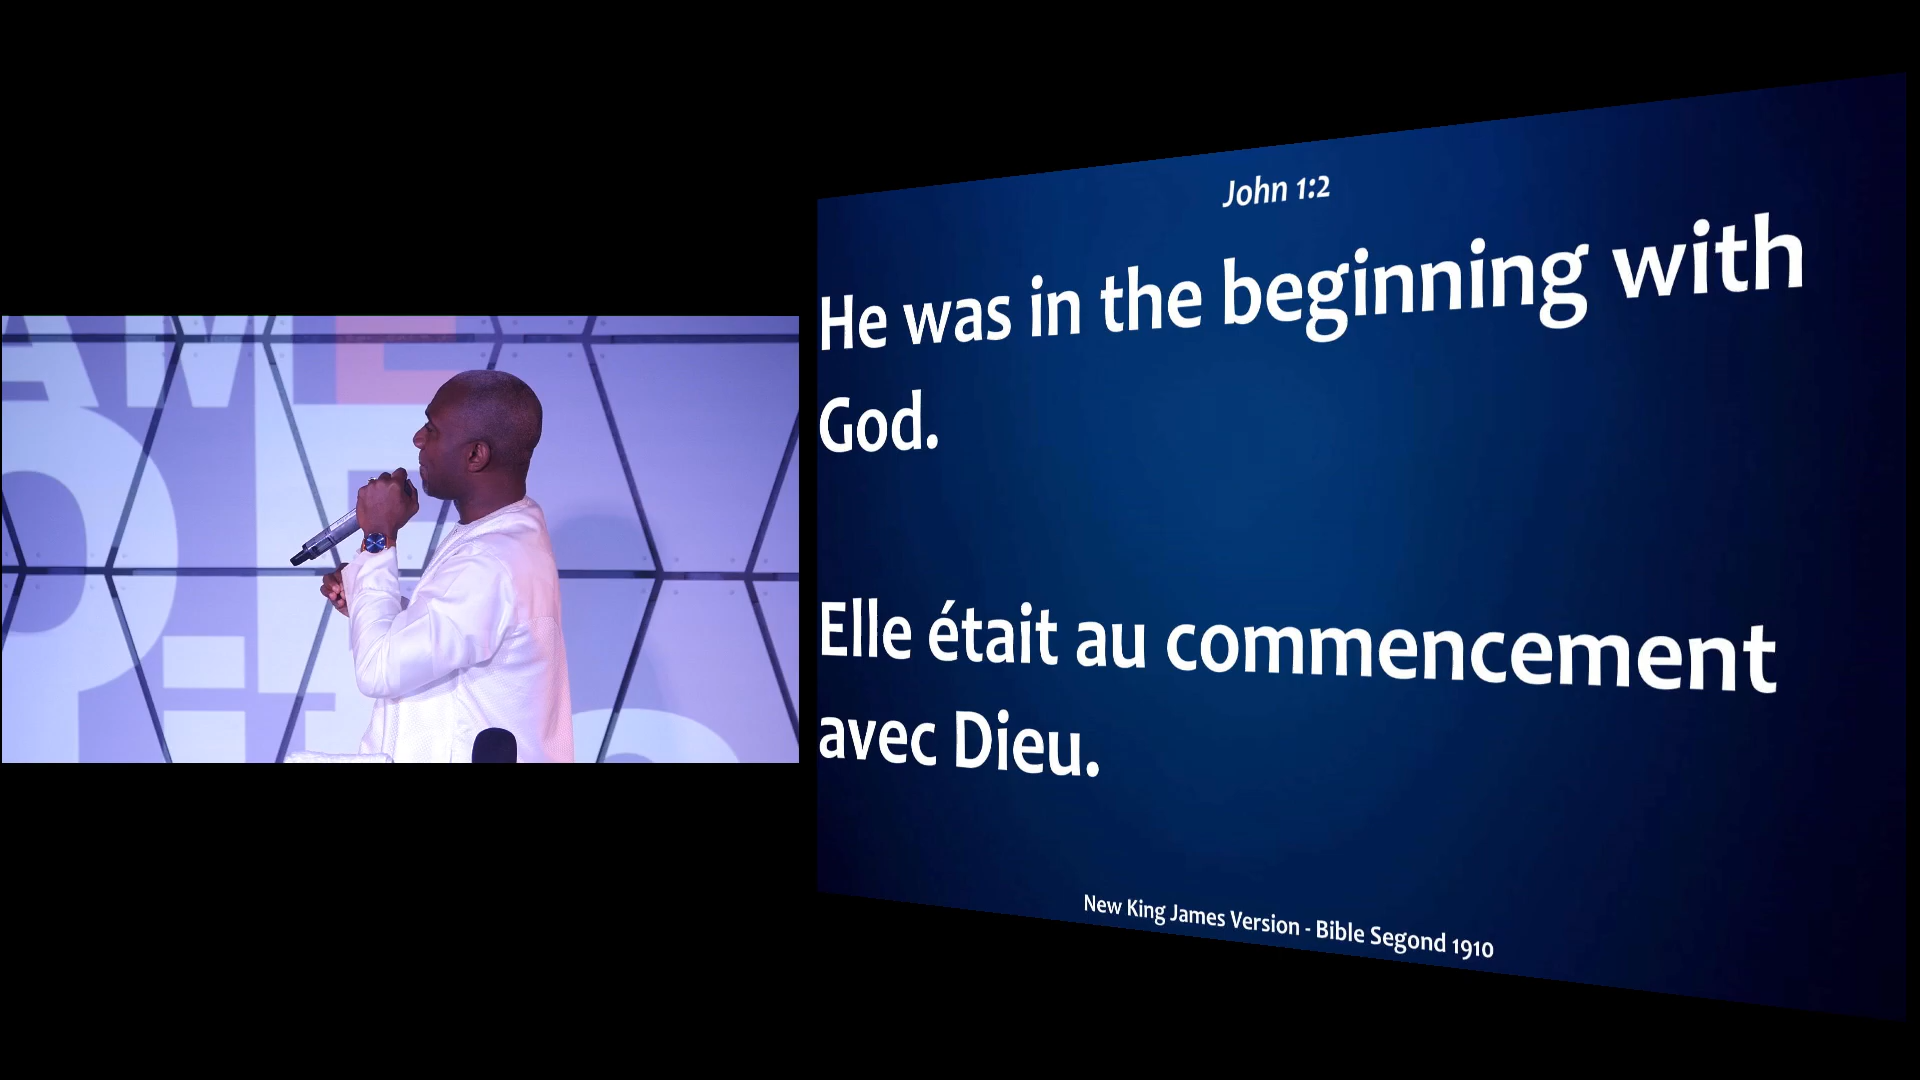 AME
John 1:2
He was in the beginning with
God.
Elle était au commencement
avec Dieu.
New King James Version - Bible Segond 1910